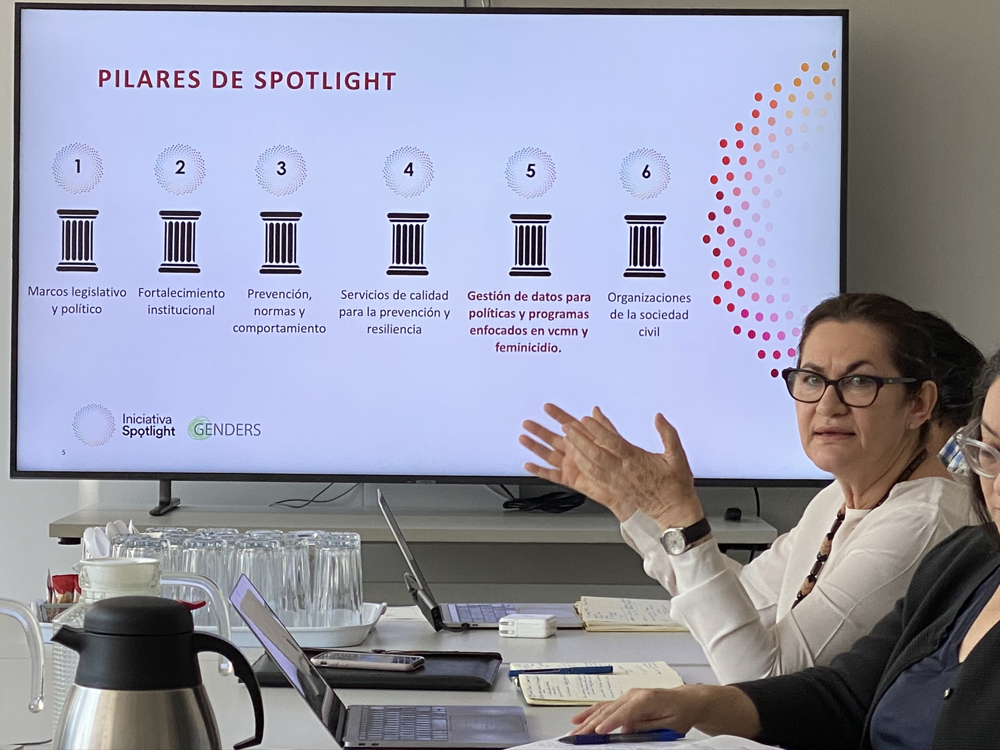 PILARES DE SPOTLIGHT
1
2
3
4
5
6
Marcos legislativo
y político
Fortalecimiento
institucional
Prevención,
normas y
comportamiento
Servicios de calidad
para la prevención y
resiliencia
Gestión de datos para
políticas y programas
enfocados en vcmn y
feminicidio.
Organizaciones
de la sociedad
civil
Iniciativa
Spotlight
GENDERS
5